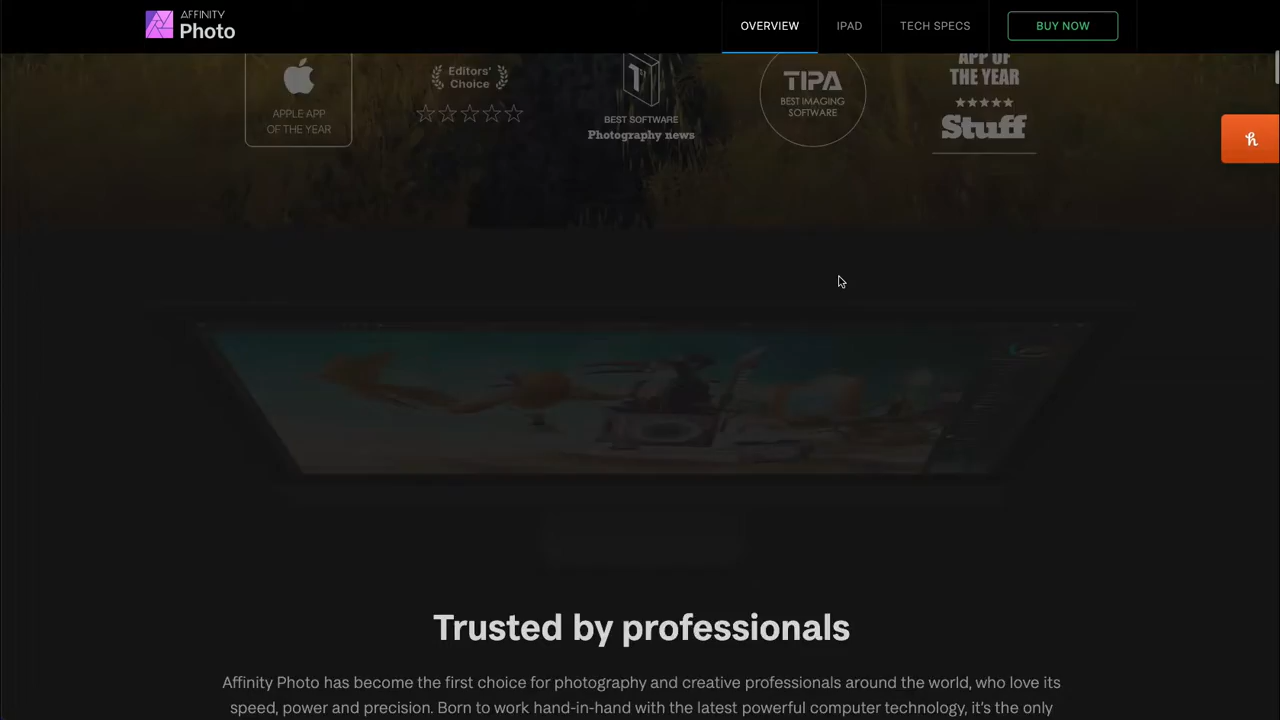 AFFINITY
Photo
OVERVIEW
IPAD
TECH SPECS
BUY NOW
APPLE APP
OF THE YEAR
Editors'
Choice
BEST SOFTWARE
Photography news
TIPA
BEST IMAGING
SOFTWARE
APP OF
THE YEAR
Stuff
Trusted by professionals
Affinity Photo has become the first choice for photography and creative professionals around the world, who love its
speed, power and precision. Born to work hand-in-hand with the latest powerful computer technology, it's the only